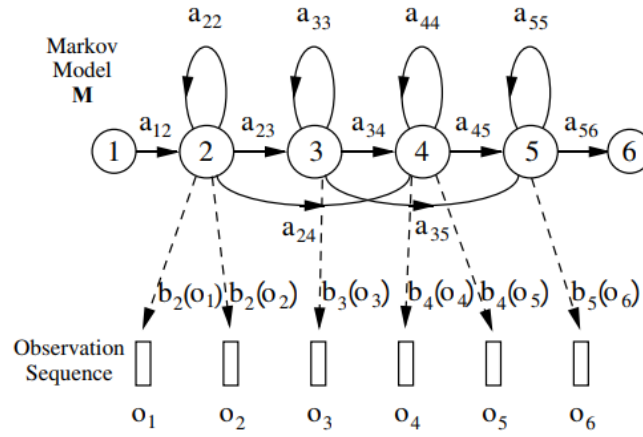 a22 a33 a44 a55
Markov
Model
M
a12 a23 a34 a45 a56
1 2 3 4 5 6
a24 a35
b2(o1) b2(o2) b3(o3) b4(o4) b4(o5) b5(o6)
Observation
Sequence
o1 o2 o3 o4 o5 o6